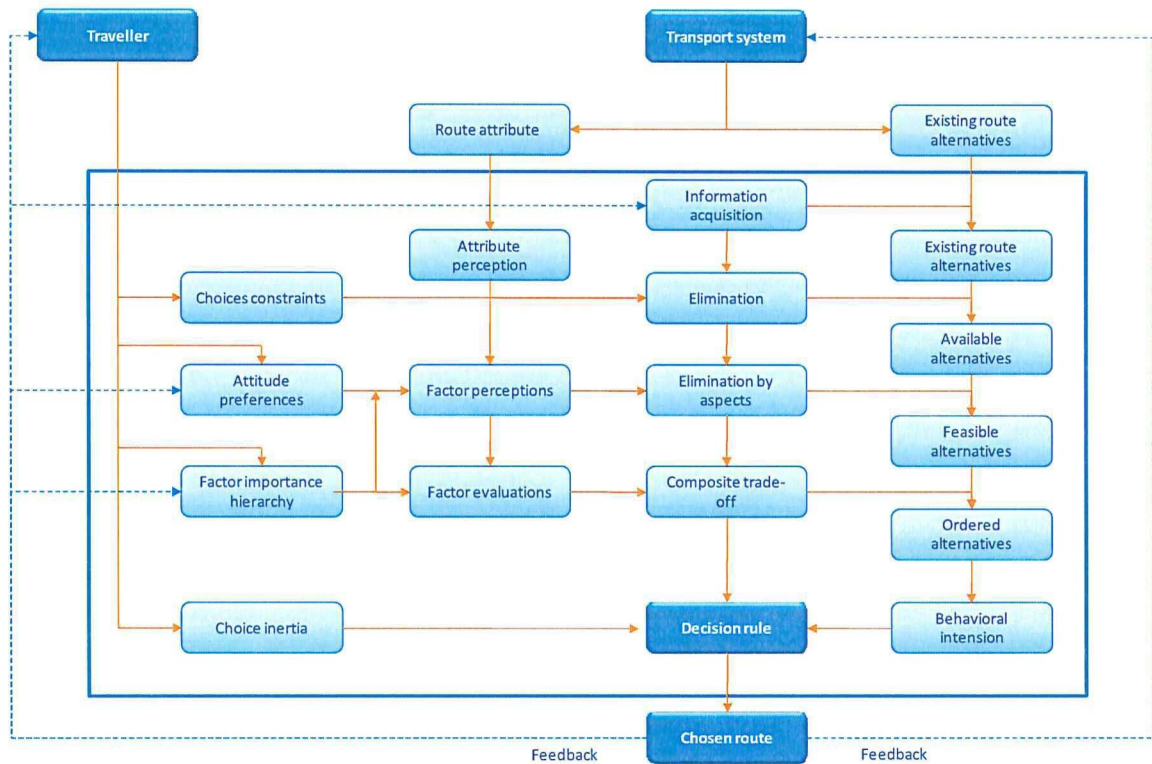 Traveller
Transport system
Route attribute
Existing route
alternatives
Information
acquisition
Attribute
perception
Existing route
alternatives
Choices constraints
Elimination
Available
alternatives
Attitude
preferences
Factor perceptions
Elimination by
aspects
Feasible
alternatives
Factor importance
hierarchy
Factor evaluations
Composite trade-
off
Ordered
alternatives
Choice inertia
Decision rule
Behavioral
intension
Chosen route
Feedback
Feedback